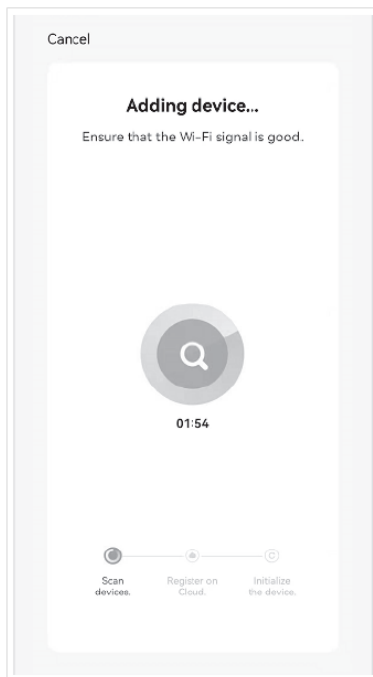 Cancel
Adding device...
Ensure that the Wi-Fi signal is good.
01:54
Scan
devices.
Register on
Cloud.
Initialize
the device.